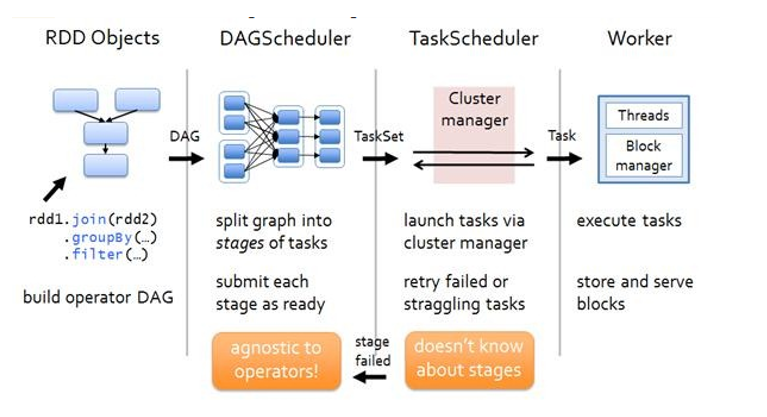 RDD Objects
DAGScheduler
TaskScheduler
Worker
DAG
TaskSet
Cluster
manager
Task
Threads
Block
manager
rdd1.join(rdd2)
.groupBy(…)
.filter(…)
build operator DAG
split graph into
stages of tasks
submit each
stage as ready
agnostic to
operators!
launch tasks via
cluster manager
retry failed or
straggling tasks
stage
failed
doesn't know
about stages
execute tasks
store and serve
blocks